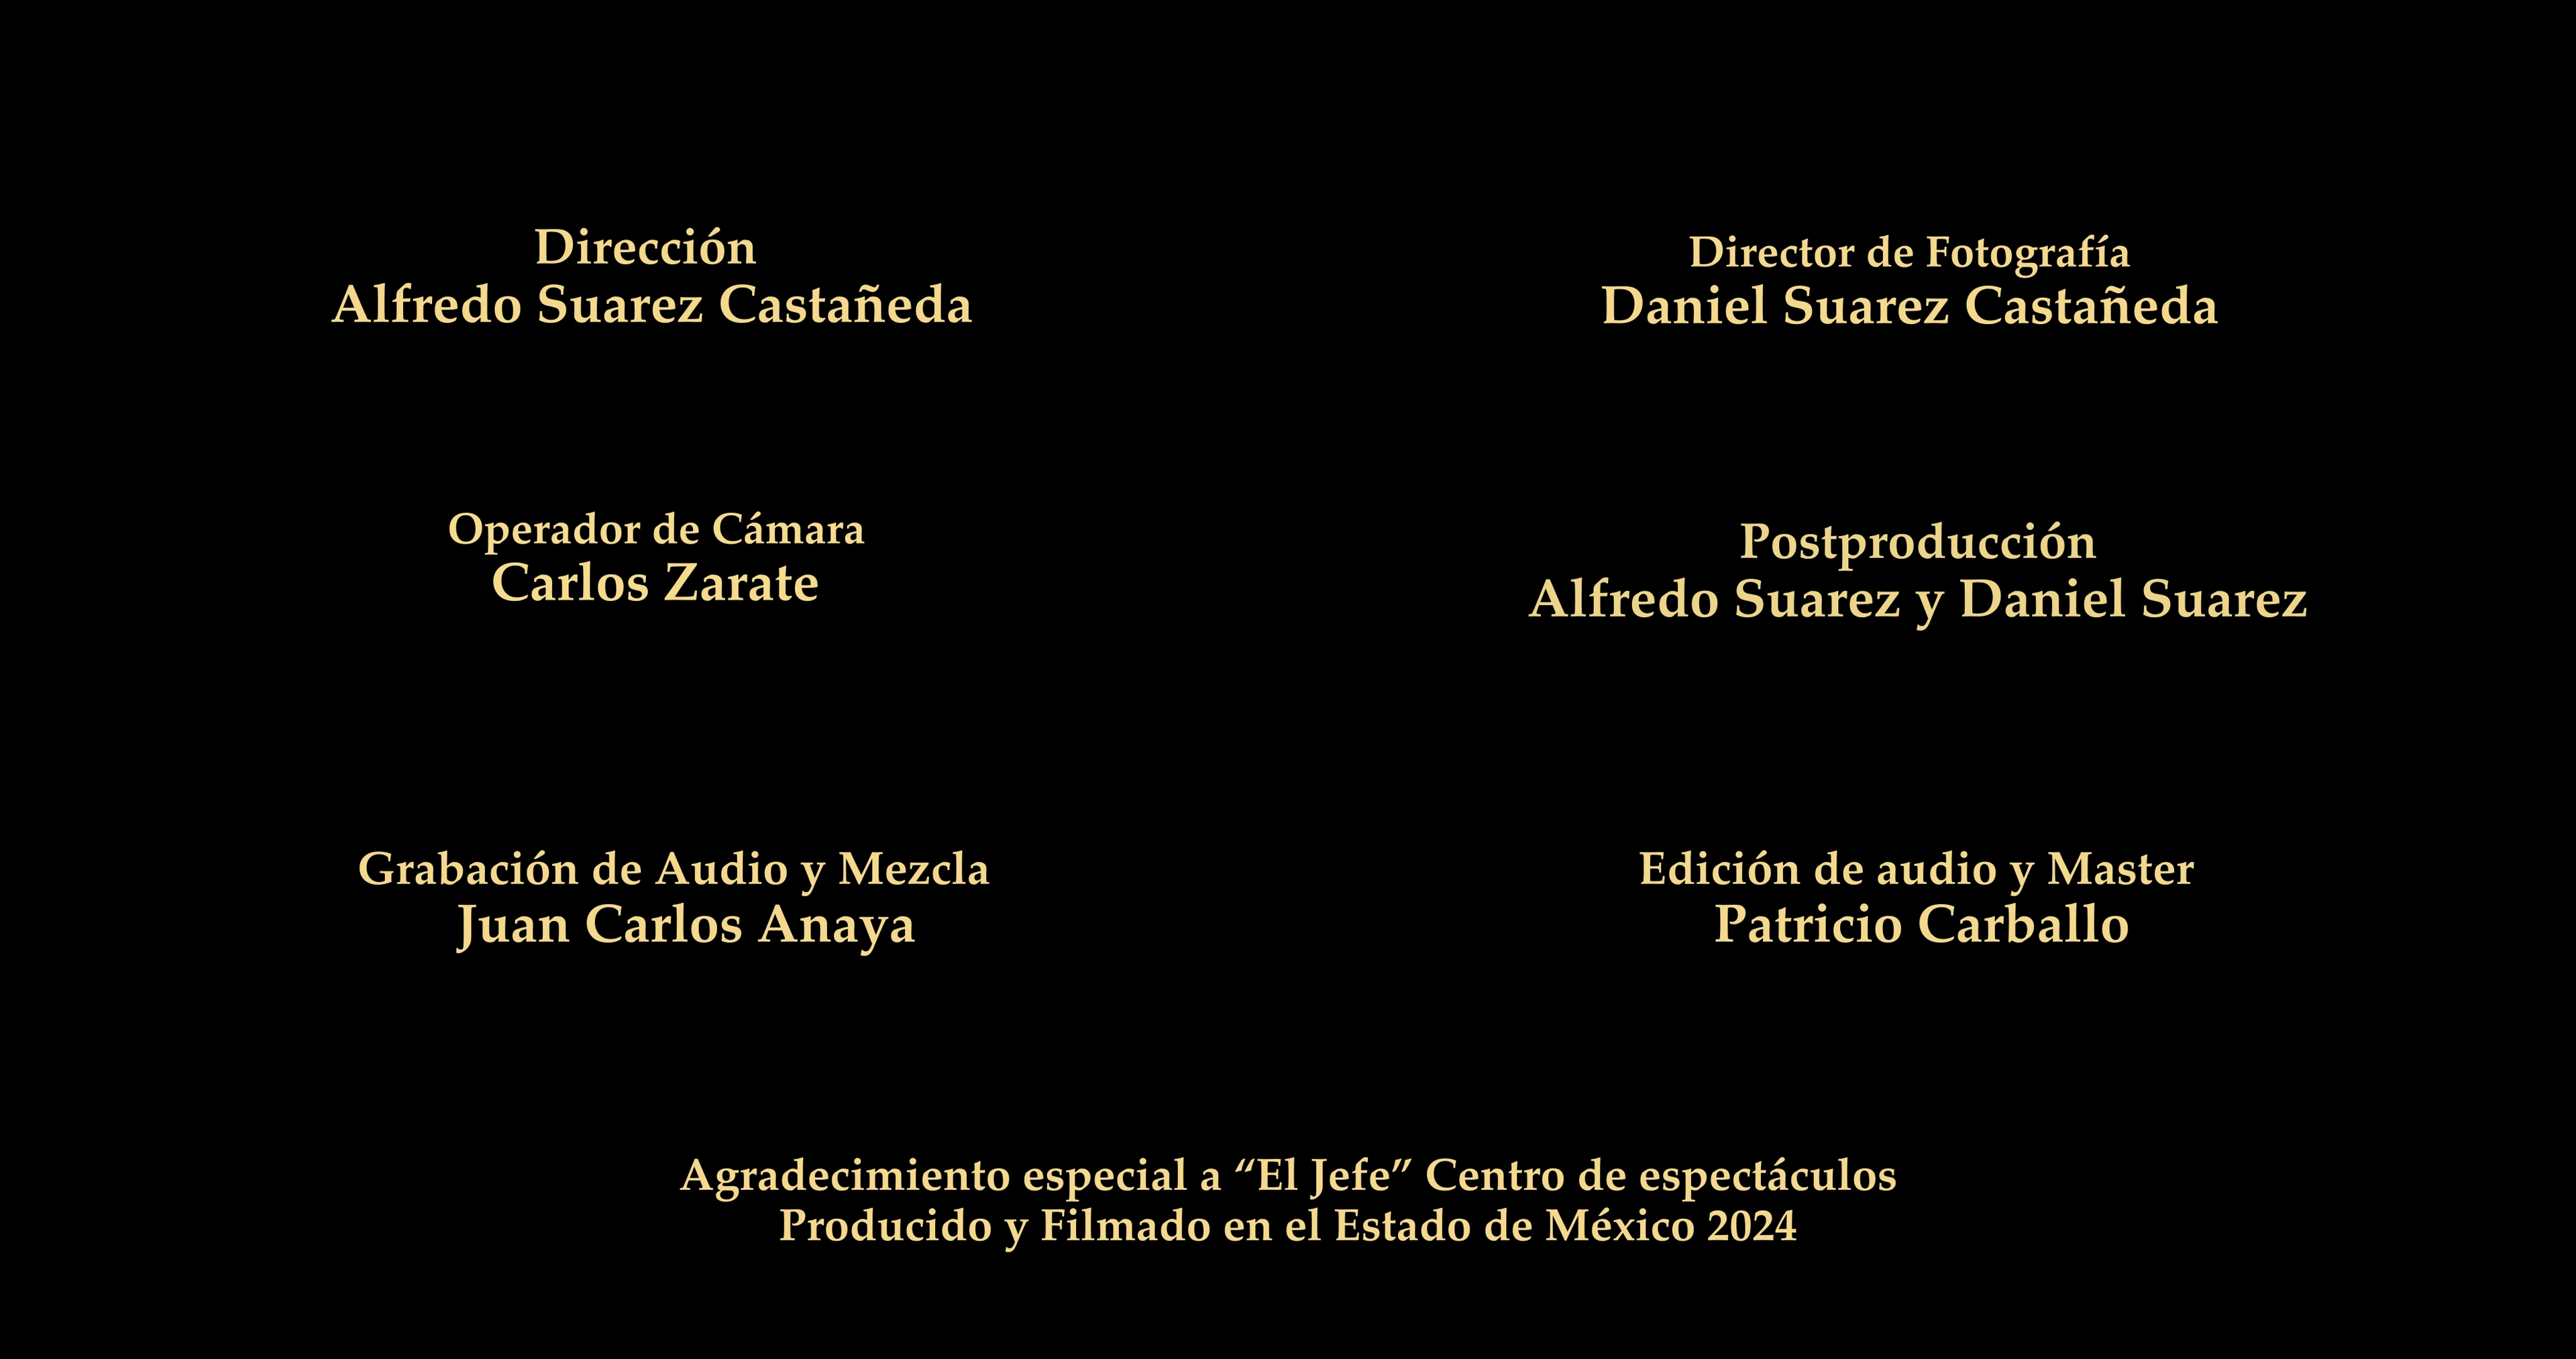 Dirección
Alfredo Suarez Castañeda
Director de Fotografía
Daniel Suarez Castañeda
Operador de Cámara
Carlos Zarate
Postproducción
Alfredo Suarez y Daniel Suarez
Grabación de Audio y Mezcla
Juan Carlos Anaya
Edición de audio y Master
Patricio Carballo
Agradecimiento especial a “El Jefe” Centro de espectáculos
Producido y Filmado en el Estado de México 2024